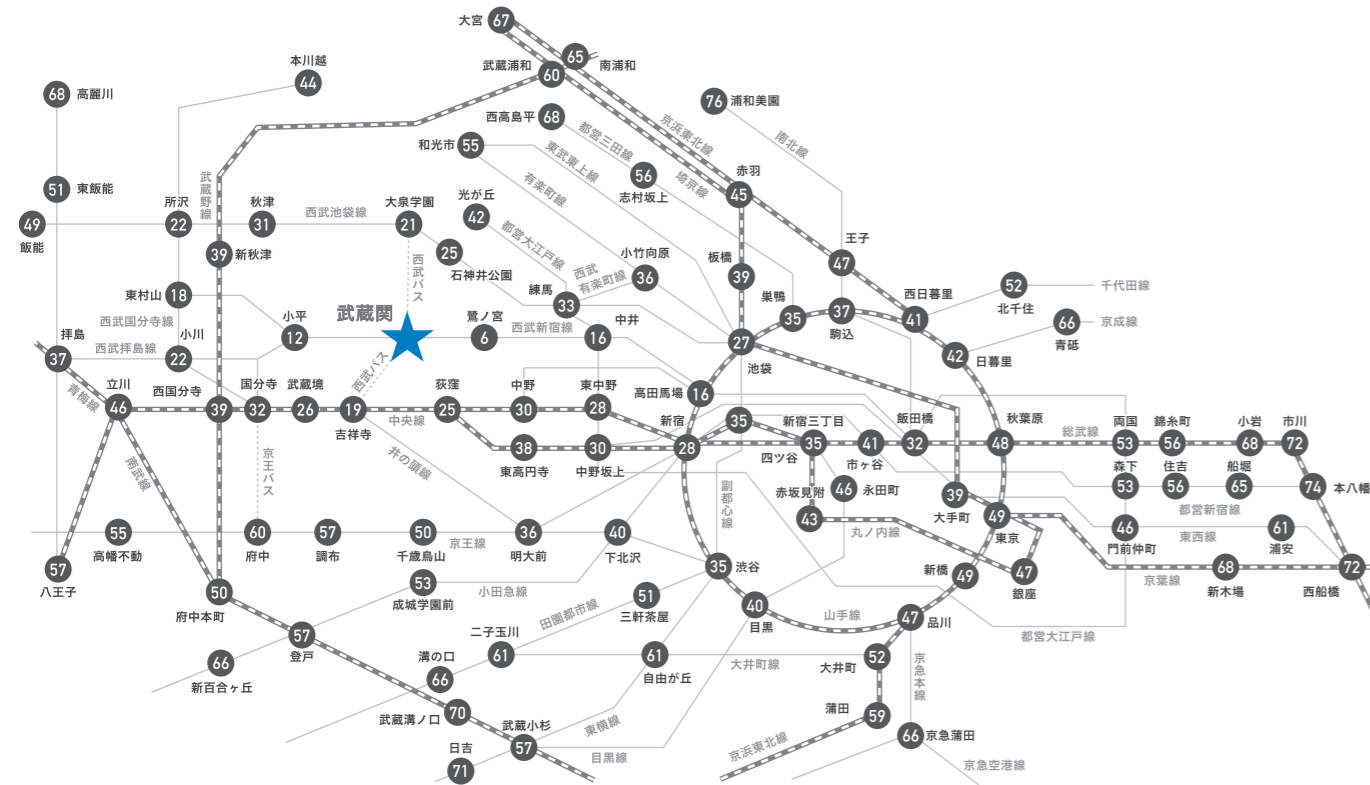 大宮
67
65
南浦和
武蔵浦和
60
本川越
44
68
高麗川
76
浦和美園
西高島平
68
都営三田線
京浜東北線
南北線
和光市
55
東武東上線
56
志村坂上
埼京線
赤羽
45
有楽町線
51
東飯能
武蔵野線
所沢
22
秋津
31
西武池袋線
大泉学園
21
光が丘
42
都営大江戸線
49
飯能
39
新秋津
西武バス
25
石神井公園
小竹向原
36
西武
有楽町線
板橋
39
王子
47
練馬
33
巣鴨
35
37
駒込
西日暮里
41
52
北千住
千代田線
66
青砥
京成線
東村山
18
西武国分寺線
小平
12
武蔵関
鷺ノ宮
6
西武新宿線
中井
16
27
池袋
42
日暮里
拝島
37
西武拝島線
小川
22
西武バス
青梅線
立川
46
西国分寺
39
国分寺
32
武蔵境
26
19
吉祥寺
中央線
荻窪
25
中野
30
東中野
28
高田馬場
16
新宿
28
35
新宿三丁目
35
四ツ谷
41
市ヶ谷
飯田橋
32
秋葉原
48
総武線
両国
53
錦糸町
56
小岩
68
市川
72
38
東高円寺
30
中野坂上
森下
53
住吉
56
船堀
65
74
本八幡
都営新宿線
南武線
京王バス
井の頭線
副都心線
赤坂見附
43
46
永田町
丸ノ内線
39
大手町
49
東京
46
門前仲町
東西線
61
浦安
57
八王子
55
高幡不動
60
府中
57
調布
50
千歳烏山
京王線
36
明大前
40
下北沢
35
渋谷
新橋
49
47
銀座
京葉線
68
新木場
72
西船橋
50
府中本町
53
成城学園前
小田急線
51
三軒茶屋
田園都市線
40
目黒
山手線
47
品川
都営大江戸線
57
登戸
66
新百合ヶ丘
溝の口
66
二子玉川
61
61
自由が丘
大井町線
大井町
52
京急本線
70
武蔵溝ノ口
武蔵小杉
57
東横線
目黒線
日吉
71
蒲田
59
京浜東北線
66
京急蒲田
京急空港線